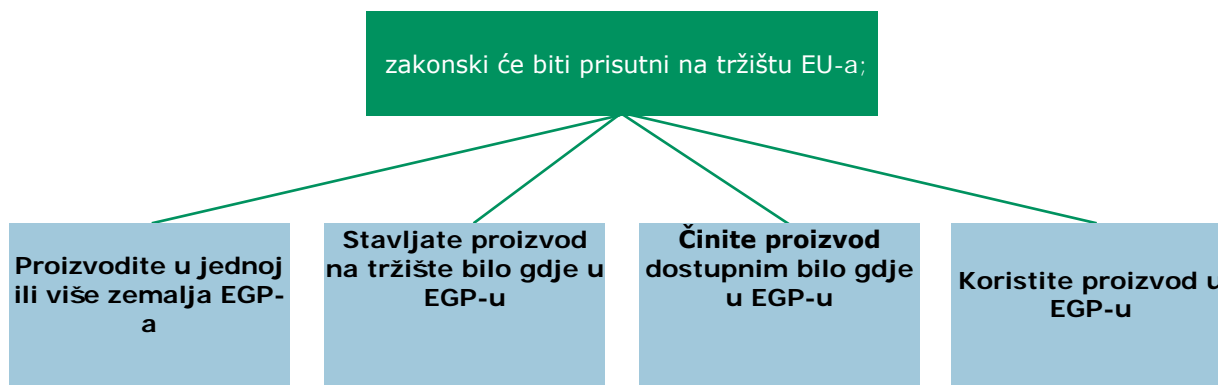 zakonski će biti prisutni na tržištu EU-a;
Proizvodite u jednoj
ili više zemalja EGP-
a
Stavljate proizvod
na tržište bilo gdje u
EGP-u
Činite proizvod
dostupnim bilo gdje
u EGP-u
Koristite proizvod u
EGP-u